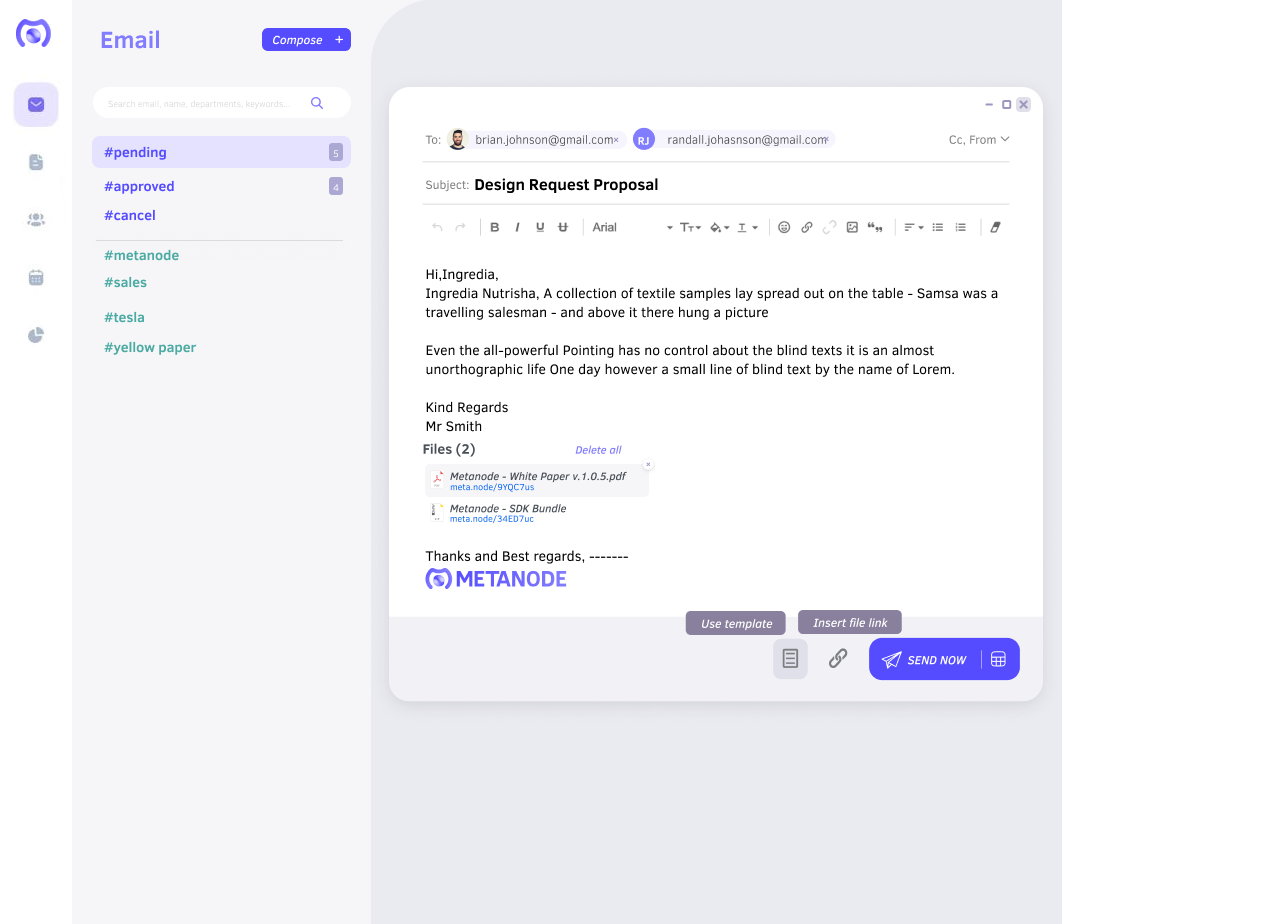 Email
Compose +
Search email, name, departments, keywords...
#pending 5
#approved 4
#cancel
#metanode
#sales
#tesla
#yellow paper
To: brian.johnson@gmail.com× RJ randall.johasnson@gmail.com× Cc, From
Subject: Design Request Proposal
B I U U Arial
Hi,Ingredia,
Ingredia Nutrisha, A collection of textile samples lay spread out on the table - Samsa was a
travelling salesman - and above it there hung a picture
Even the all-powerful Pointing has no control about the blind texts it is an almost
unorthographic life One day however a small line of blind text by the name of Lorem.
Kind Regards
Mr Smith
Files (2) Delete all
Metanode - White Paper v.1.0.5.pdf
meta.node/9YQC7us
Metanode - SDK Bundle
meta.node/34ED7uc
Thanks and Best regards, -------
METANODE
Use template Insert file link
SEND NOW